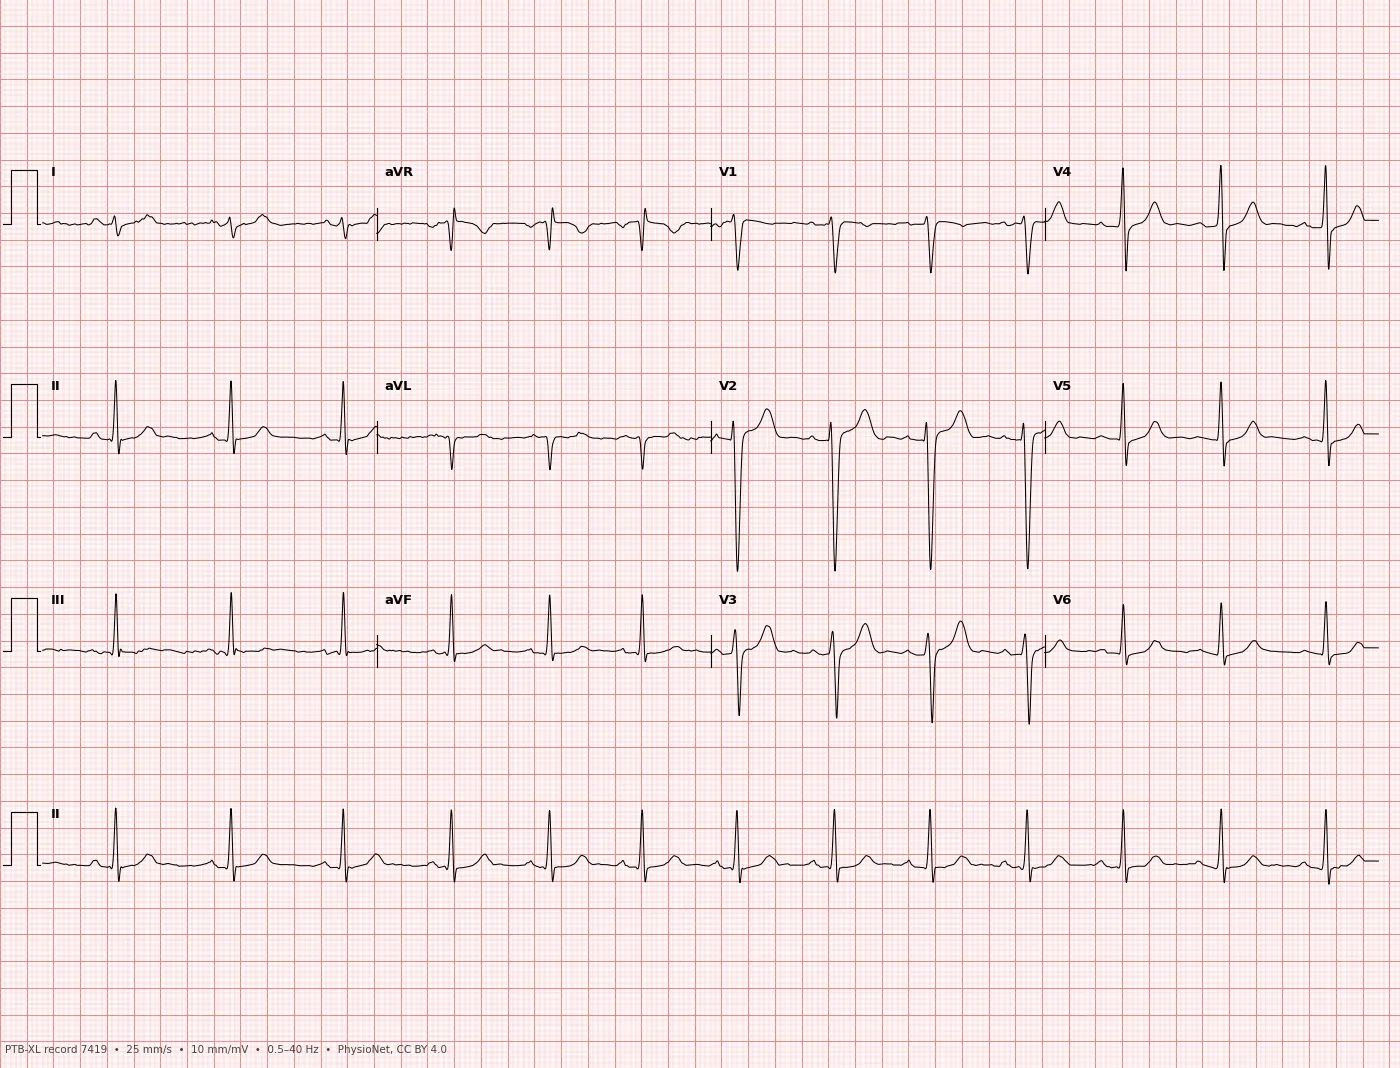 I aVR V1 V4
II aVL V2 V5
III aVF V3 V6
II
PTB-XL record 7419 • 25 mm/s • 10 mm/mV • 0.5–40 Hz • PhysioNet, CC BY 4.0